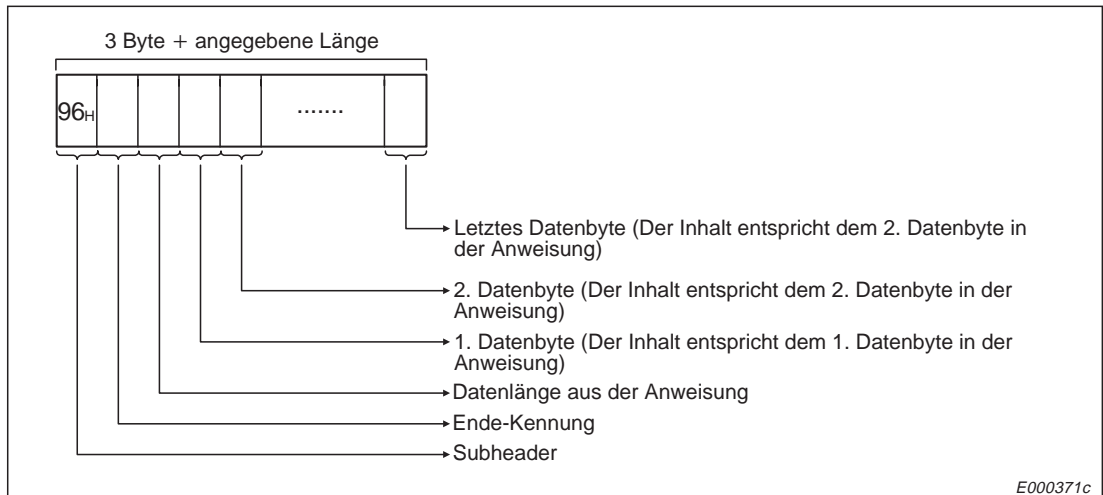 3 Byte + angegebene Länge
96H
.......
Letztes Datenbyte (Der Inhalt entspricht dem 2. Datenbyte in
der Anweisung)
2. Datenbyte (Der Inhalt entspricht dem 2. Datenbyte in der
Anweisung)
1. Datenbyte (Der Inhalt entspricht dem 1. Datenbyte in der
Anweisung)
Datenlänge aus der Anweisung
Ende-Kennung
Subheader
E000371c